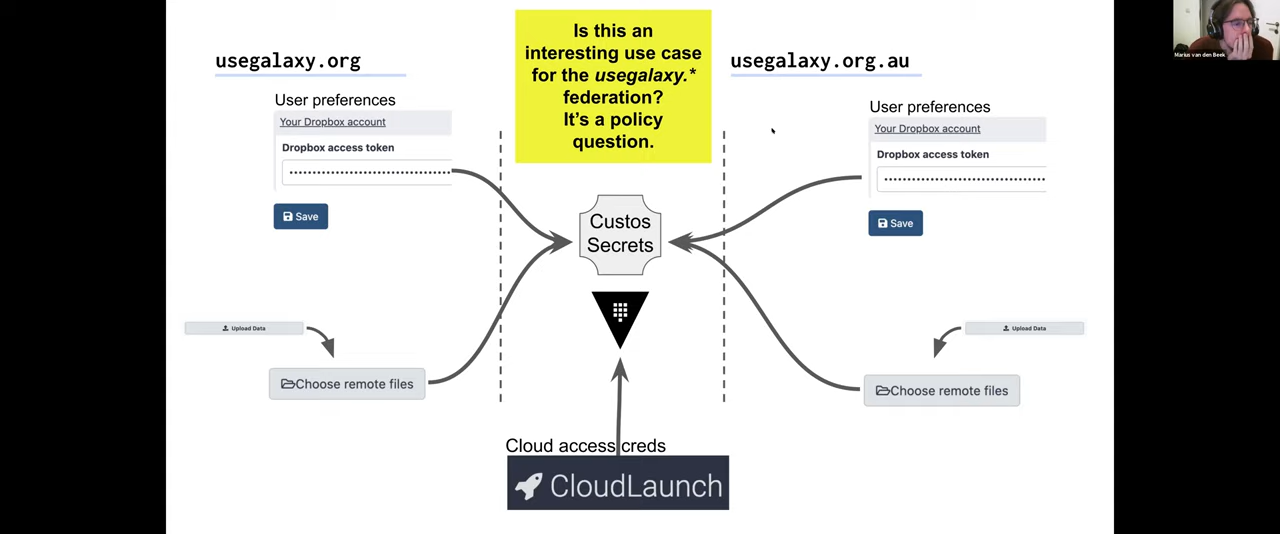 Is this an
interesting use case
for the usegalaxy.*
federation?
It's a policy
question.
usegalaxy.org
User preferences
Your Dropbox account
Dropbox access token
Save
Upload Data
Choose remote files
Custos
Secrets
Cloud access creds
CloudLaunch
usegalaxy.org.au
User preferences
Your Dropbox account
Dropbox access token
Save
Upload Data
Choose remote files
Marius van den Beek